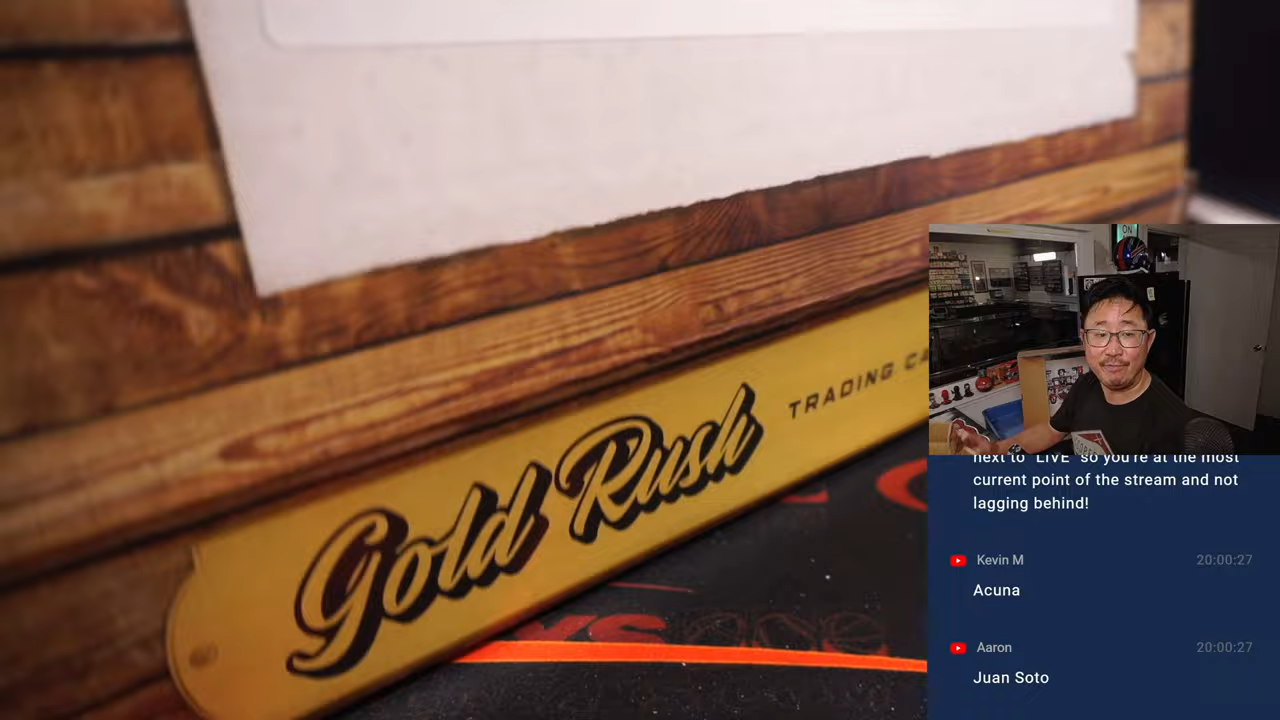 Gold Rush
TRADING
ON
next to "LIVE" so you're at the most
current point of the stream and not
lagging behind!
Kevin M 20:00:27
Acuna
Aaron 20:00:27
Juan Soto